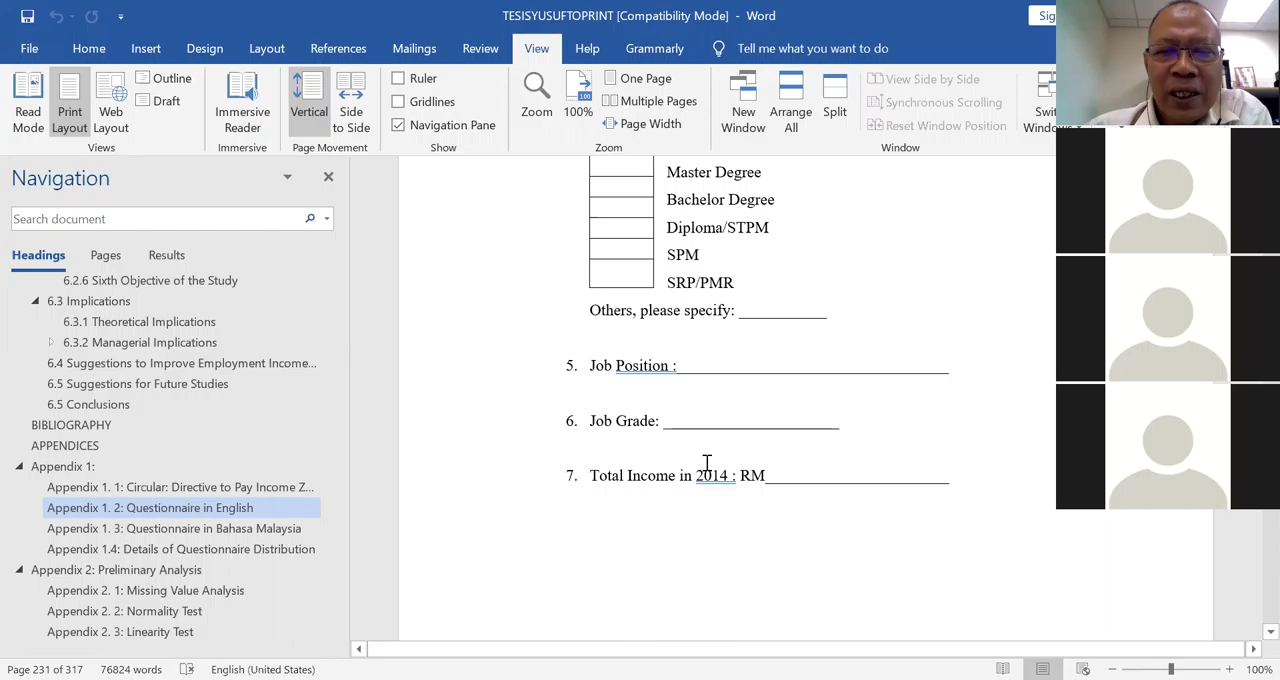 TESISYUSUFTOPRINT [Compatibility Mode] - Word
Sig
File Home Insert Design Layout References Mailings Review View Help Grammarly Tell me what you want to do
Read Mode
Print Layout
Web Layout
Outline
Draft
Views
Immersive Reader
Immersive
Vertical
Side to Side
Page Movement
Ruler
Gridlines
Navigation Pane
Show
Zoom
100
100%
One Page
Multiple Pages
Page Width
Zoom
New Window
Arrange All
Split
View Side by Side
Synchronous Scrolling
Reset Window Position
Window
Navigation
Search document
Headings Pages Results
6.2.6 Sixth Objective of the Study
6.3 Implications
6.3.1 Theoretical Implications
6.3.2 Managerial Implications
6.4 Suggestions to Improve Employment Income...
6.5 Suggestions for Future Studies
6.5 Conclusions
BIBLIOGRAPHY
APPENDICES
Appendix 1:
Appendix 1. 1: Circular: Directive to Pay Income Z...
Appendix 1. 2: Questionnaire in English
Appendix 1. 3: Questionnaire in Bahasa Malaysia
Appendix 1.4: Details of Questionnaire Distribution
Appendix 2: Preliminary Analysis
Appendix 2. 1: Missing Value Analysis
Appendix 2. 2: Normality Test
Appendix 2. 3: Linearity Test
Master Degree
Bachelor Degree
Diploma/STPM
SPM
SRP/PMR
Others, please specify: ___________
5. Job Position :__________________________________
6. Job Grade: ______________________
7. Total Income in 2014 : RM_______________________
Page 231 of 317 76824 words English (United States) 100%